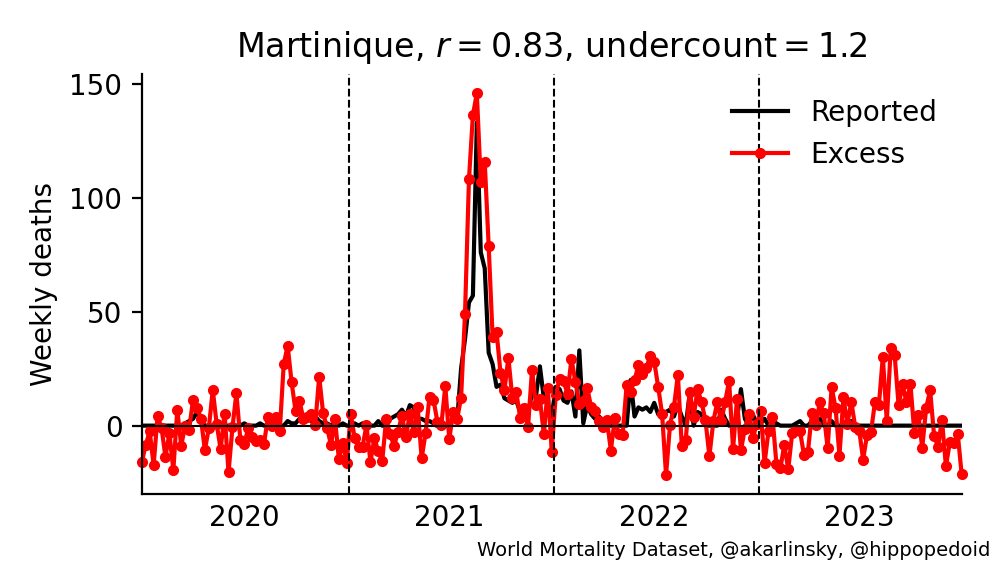 Martinique, r = 0.83, undercount = 1.2
150
100
50
0
Weekly deaths
Reported
Excess
2020 2021 2022 2023
World Mortality Dataset, @akarlinsky, @hippopedoid